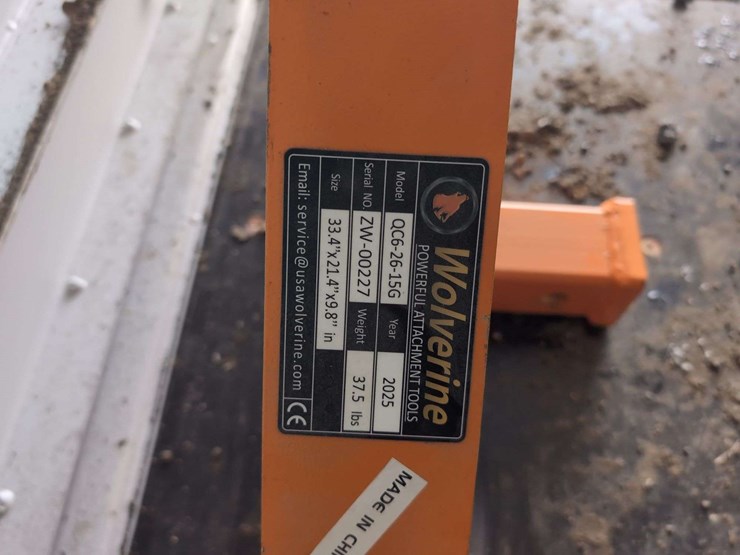 Wolverine
POWERFUL ATTACHMENT TOOLS
Model QC6-26-15G Year 2025
Serial NO. ZW-00227 Weight 37.5 lbs
Size 33.4"x21.4"x9.8" in
Email: service@usawolverine.com CE
MADE IN CHI